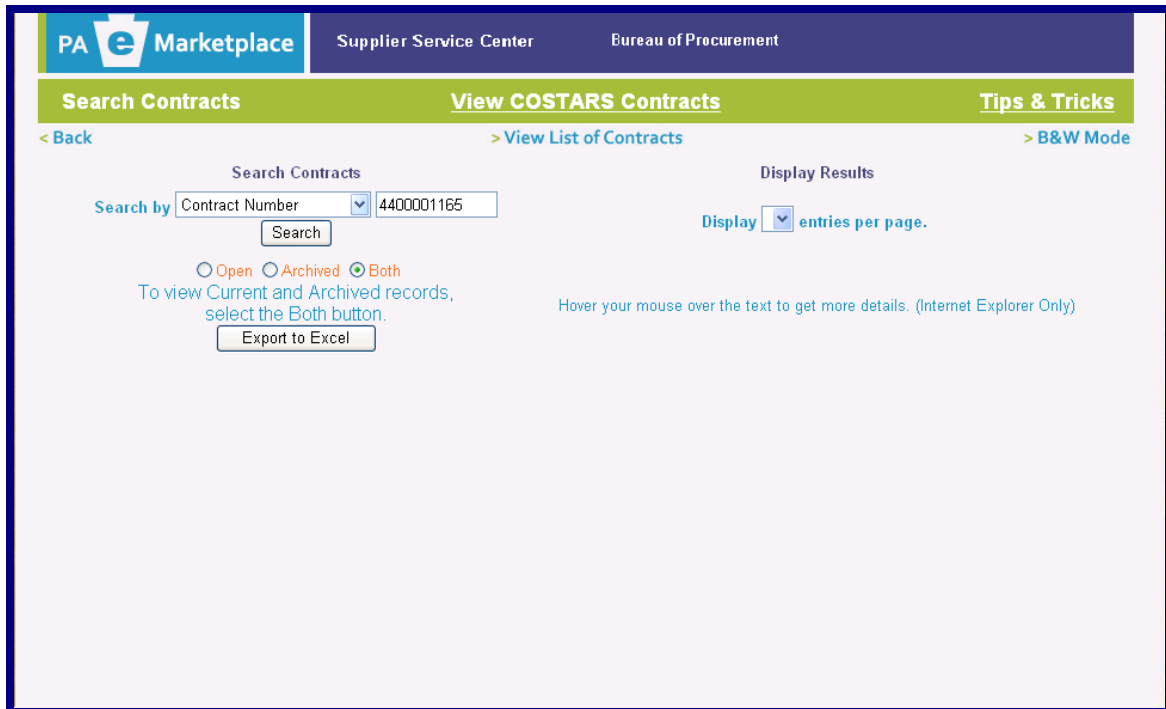 PA e Marketplace Supplier Service Center Bureau of Procurement
Search Contracts View COSTARS Contracts Tips & Tricks
< Back > View List of Contracts > B&W Mode
Search Contracts Display Results
Search by Contract Number 4400001165
Display entries per page.
Search
Open Archived Both
To view Current and Archived records,
select the Both button.
Hover your mouse over the text to get more details. (Internet Explorer Only)
Export to Excel